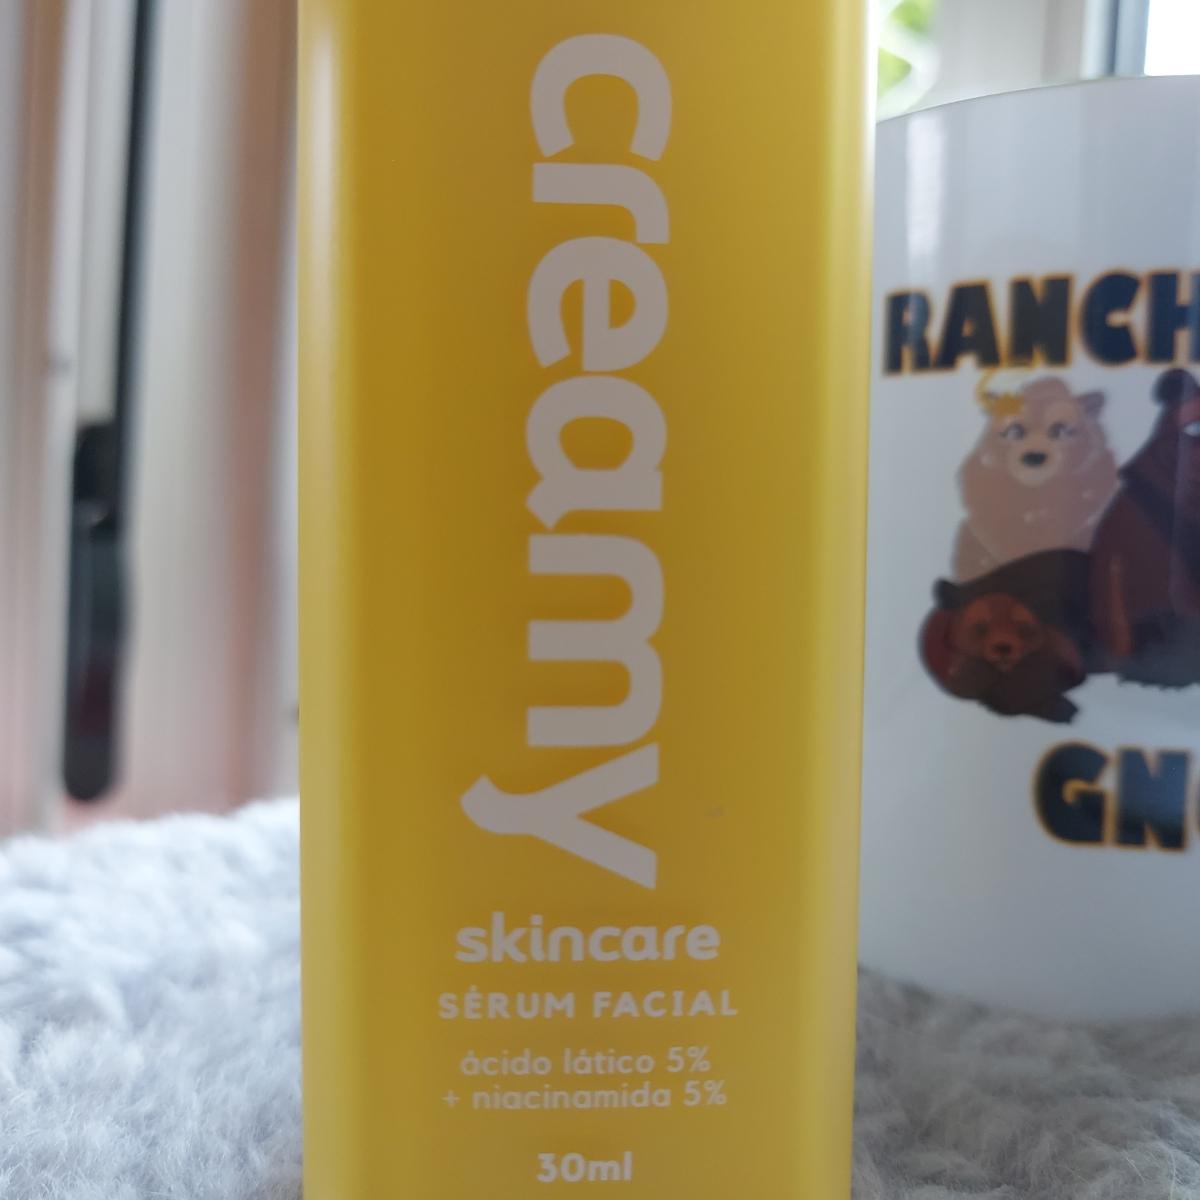 creamy
skincare
SÉRUM FACIAL
ácido lático 5%
+ niacinamida 5%
30ml
RANCH
GN